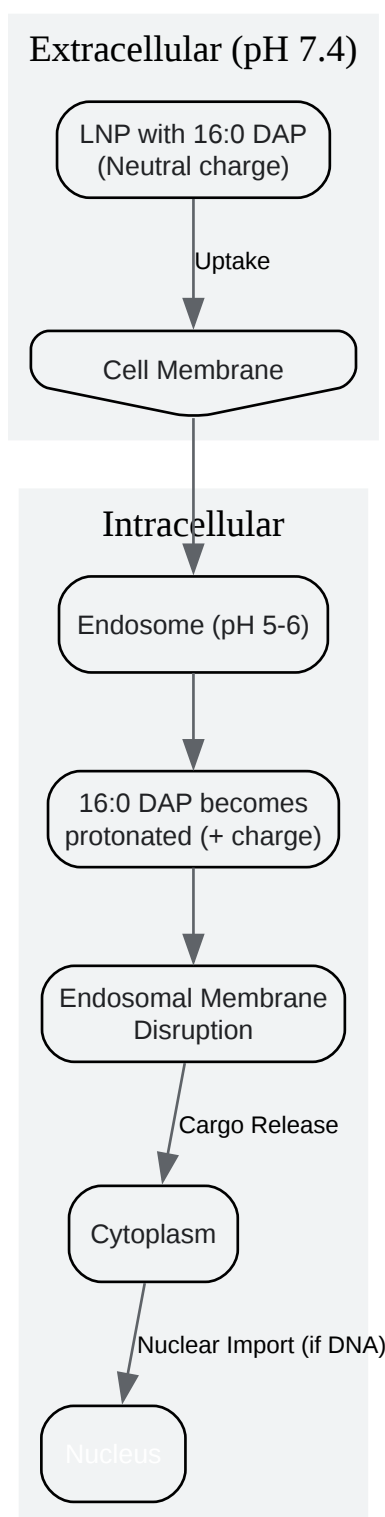 Extracellular (pH 7.4)
LNP with 16:0 DAP
(Neutral charge)
Uptake
Cell Membrane
Intracellular
Endosome (pH 5-6)
16:0 DAP becomes
protonated (+ charge)
Endosomal Membrane
Disruption
Cargo Release
Cytoplasm
Nuclear Import (if DNA)
Nucleus